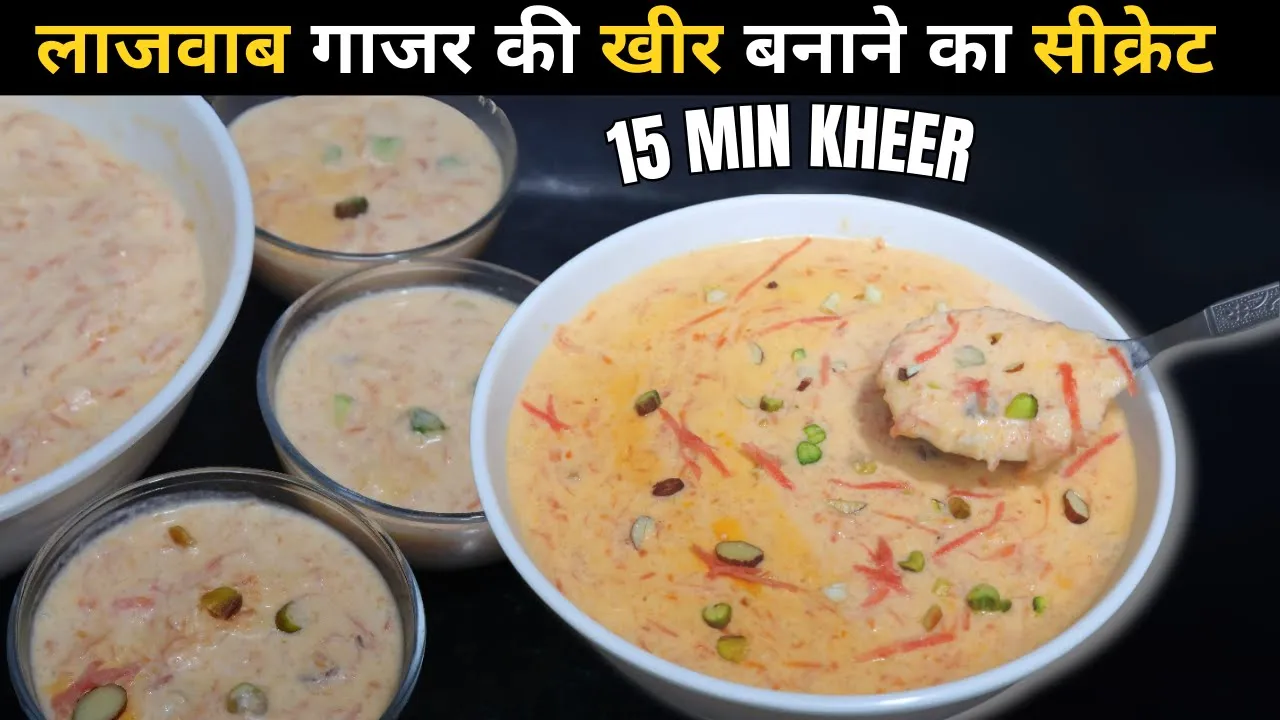 लाजवाब गाजर की खीर बनाने का सीक्रेट
15 MIN KHEER